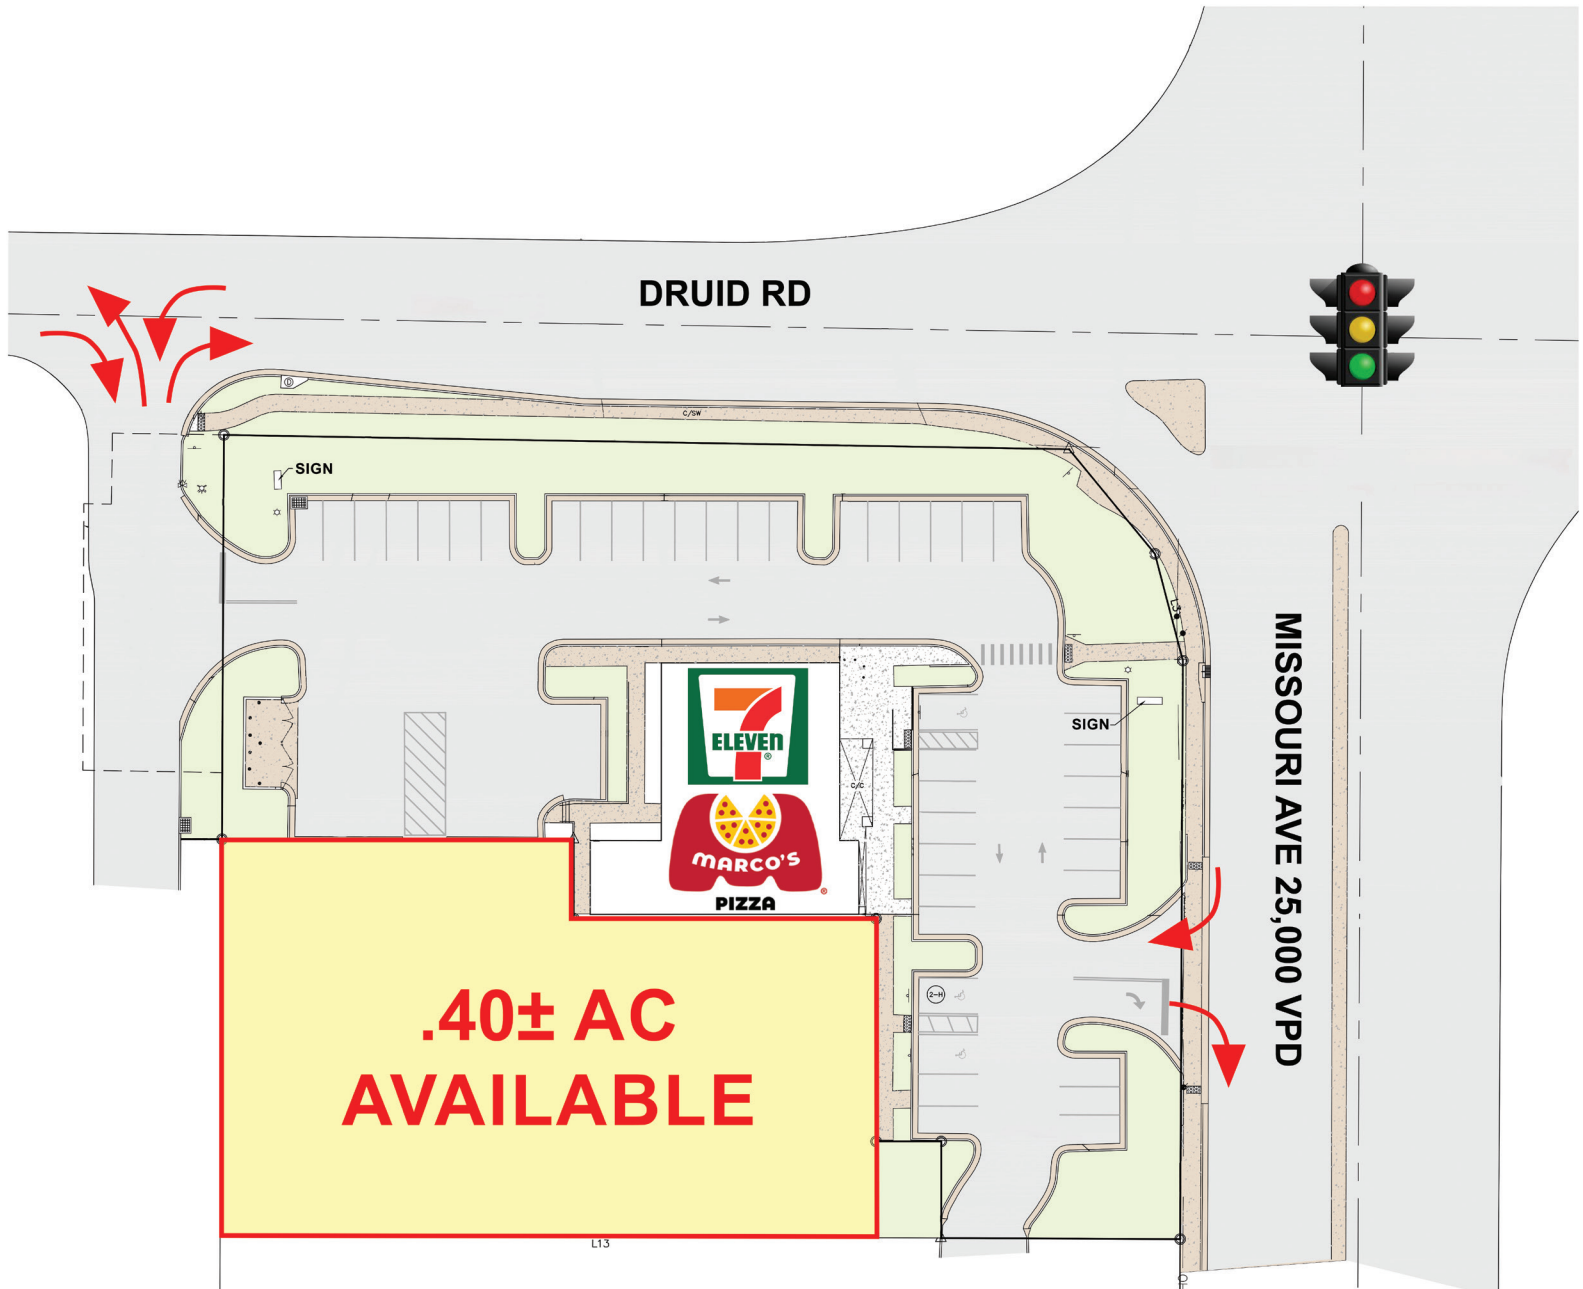 DRUID RD
D
C/SW
SIGN
L3
7
ELEVEN
®
SIGN
C/C
MARCO'S
®
PIZZA
MISSOURI AVE 25,000 VPD
2-H
.40± AC
AVAILABLE
L13